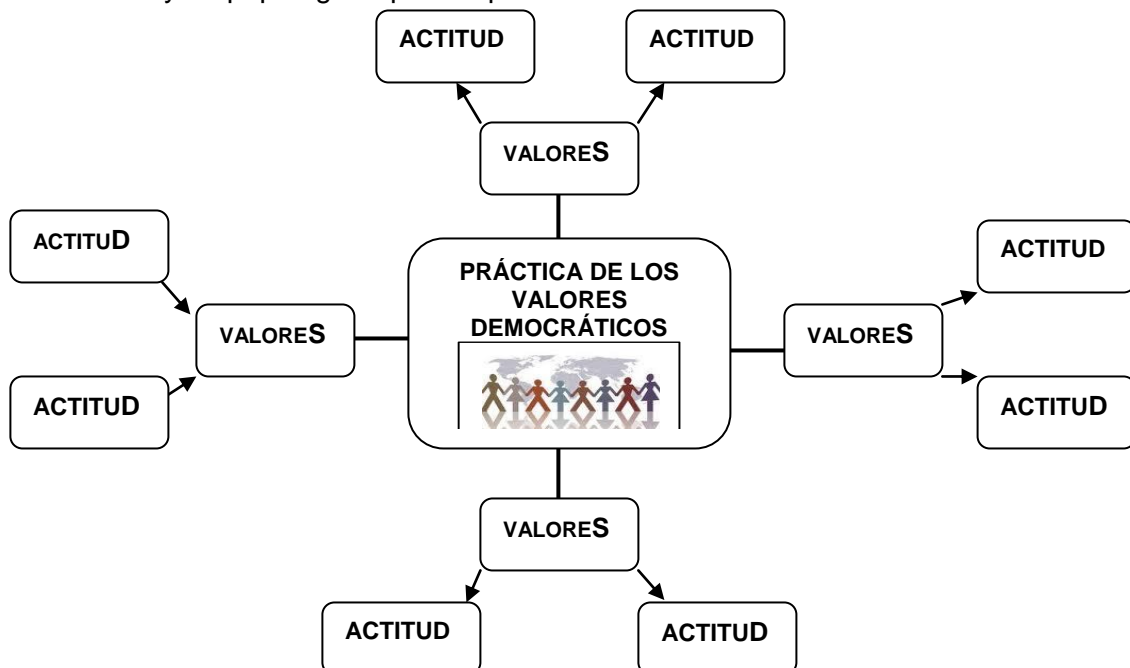 ACTITUD
ACTITUD
VALORES
ACTITUD
ACTITUD
PRÁCTICA DE LOS
VALORES
DEMOCRÁTICOS
VALORES
VALORES
ACTITUD
ACTITUD
VALORES
ACTITUD
ACTITUD